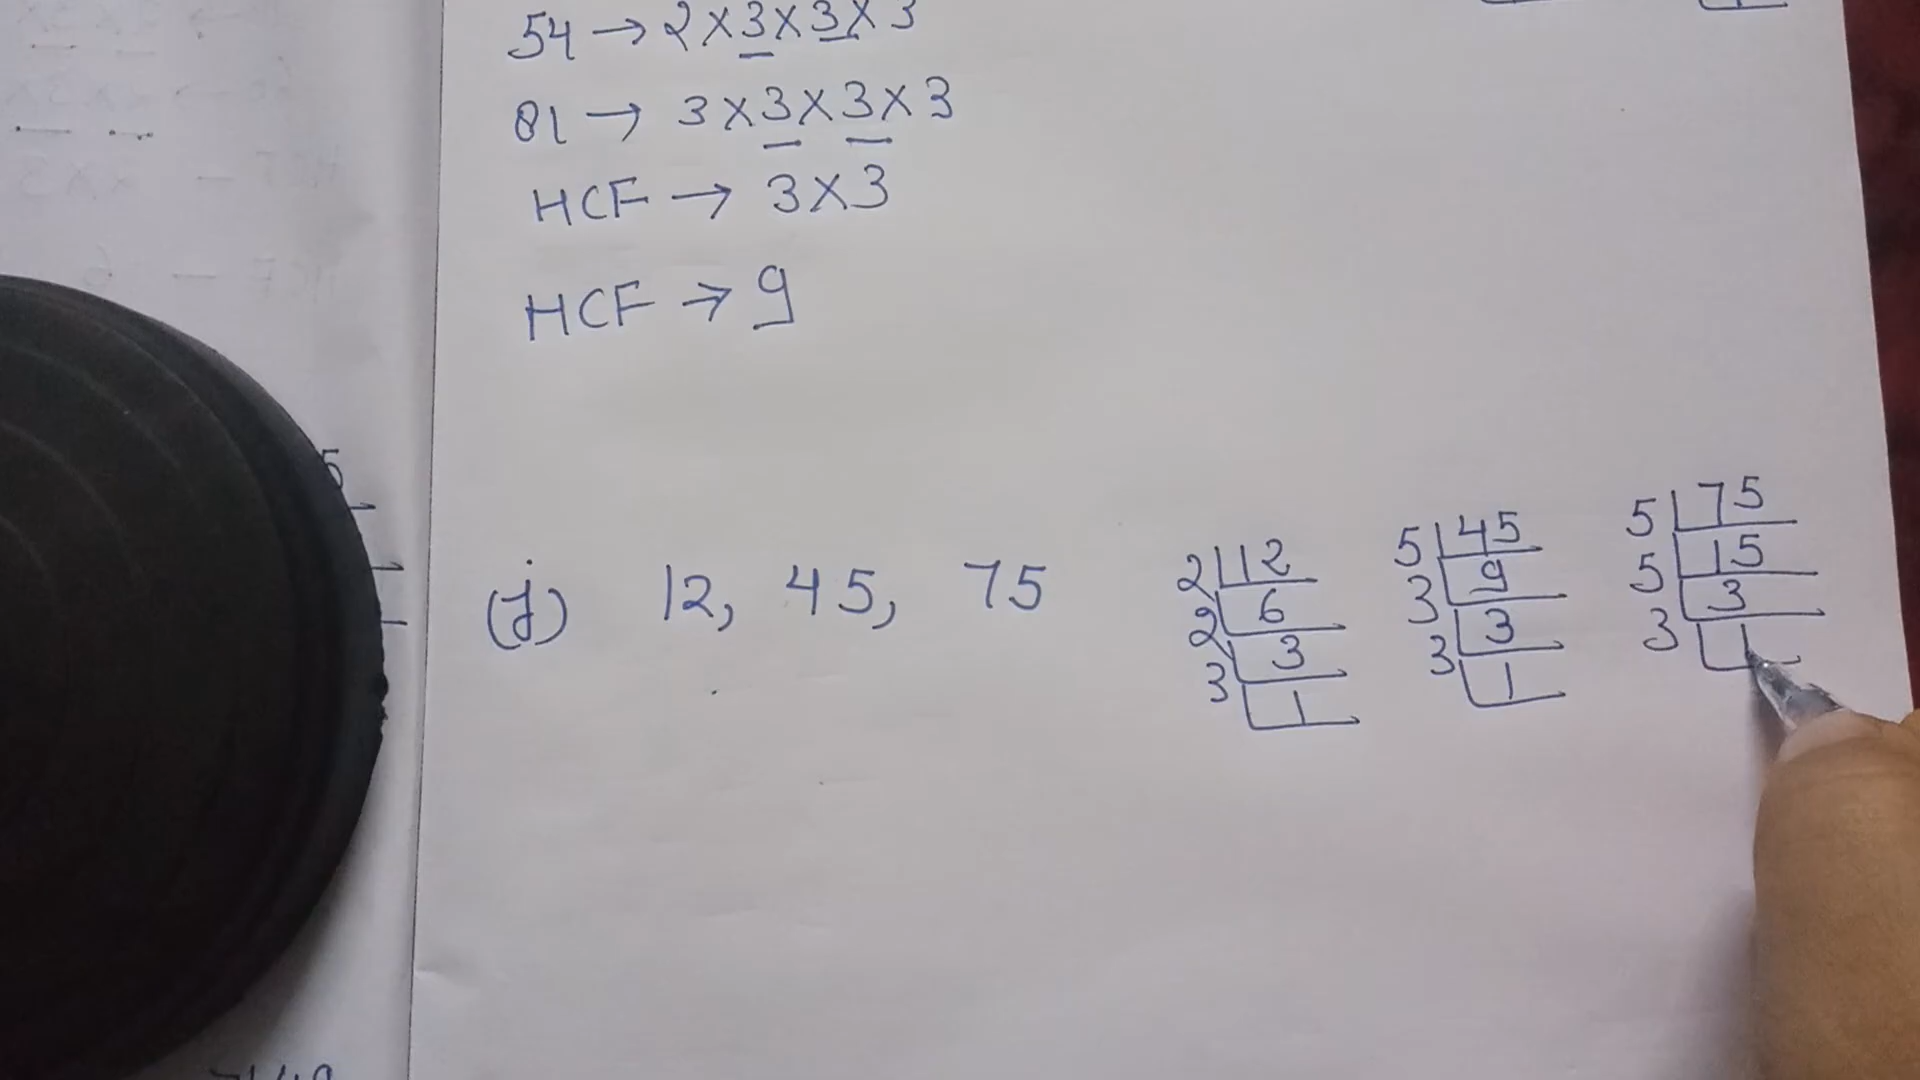 54 → 2 × 3 × 3 × 3
81 → 3 × 3 × 3 × 3
HCF → 3 × 3
HCF → 9
(j) 12, 45, 75
2 | 12
2 | 6
3 | 3
1
5 | 45
3 | 9
3 | 3
1
5 | 75
5 | 15
3 | 3
1